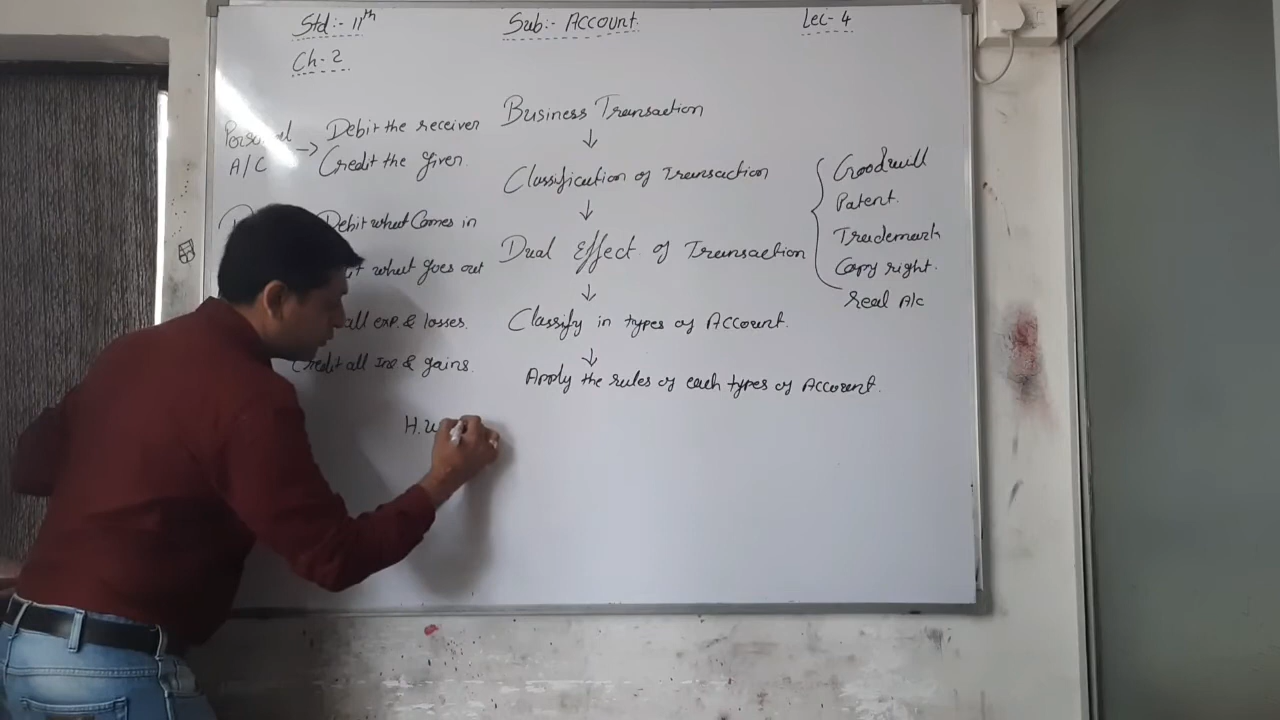 Std:- 11th
Sub:- Account.
Lec- 4
Ch- 2
Personal A/C → Debit the receiver
Credit the Given.
Debit what Comes in
what Goes out
all exp. & losses.
Credit all Inc & gains.
H.w
Business Transaction
↓
Classification of Transaction
↓
Dual Effect of Transaction
↓
Classify in types of Account.
↓
Apply the rules of each types of Account.
Goodwill
Patent.
Trademark
Copy right.
Real A/c